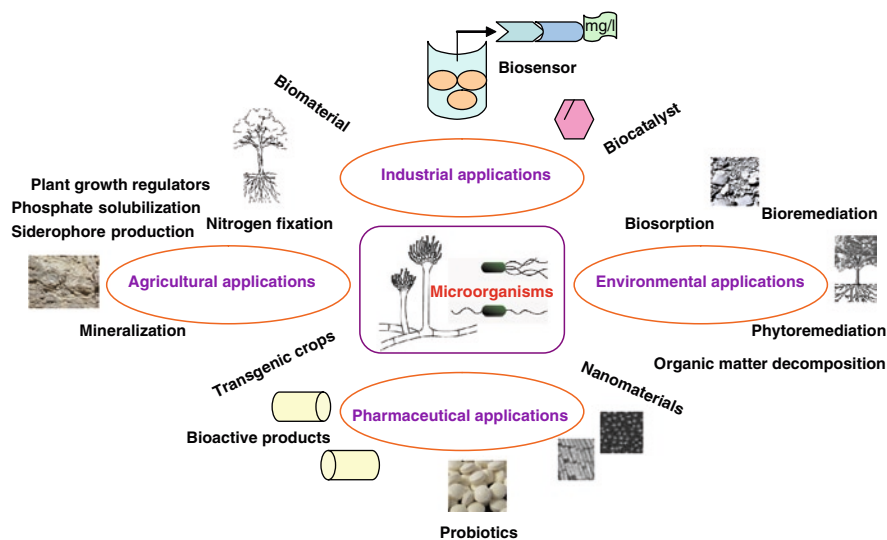 mg/l
Biosensor
Biomaterial
Biocatalyst
Industrial applications
Plant growth regulators
Phosphate solubilization
Siderophore production
Nitrogen fixation
Biosorption
Bioremediation
Agricultural applications
Microorganisms
Environmental applications
Mineralization
Phytoremediation
Organic matter decomposition
Transgenic crops
Nanomaterials
Pharmaceutical applications
Bioactive products
Probiotics